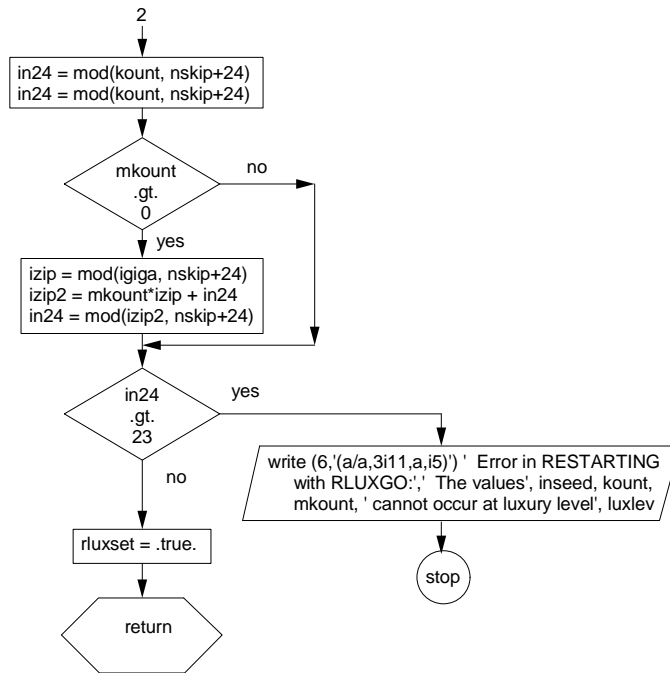 2
in24 = mod(kount, nskip+24)
in24 = mod(kount, nskip+24)
mkount
.gt.
0
no
yes
izip = mod(igiga, nskip+24)
izip2 = mkount*izip + in24
in24 = mod(izip2, nskip+24)
in24
.gt.
23
yes
no
write (6,'(a/a,3i11,a,i5)') '  Error in RESTARTING
with RLUXGO:','  The values', inseed, kount,
mkount, ' cannot occur at luxury level', luxlev
rluxset = .true.
stop
return